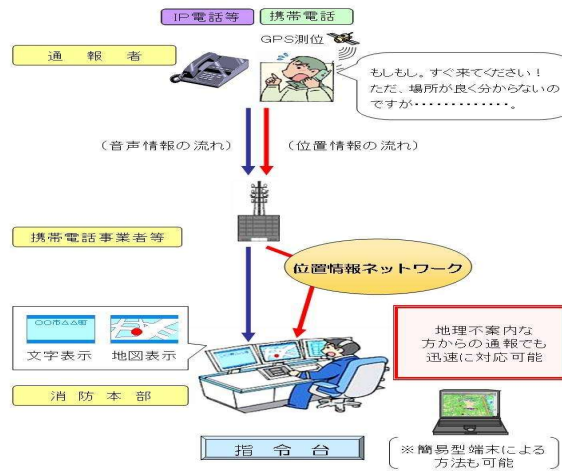 IP電話等
携帯電話
GPS測位
通報者
もしもし。すぐ来てください！
ただ、場所が良く分からないの
ですが・・・・・・・・・・・・・。
（音声情報の流れ）
（位置情報の流れ）
携帯電話事業者等
位置情報ネットワーク
○○市△△町
文字表示
地図表示
地理不案内な
方からの通報でも
迅速に対応可能
消防本部
指令台
※簡易型端末による
方法も可能